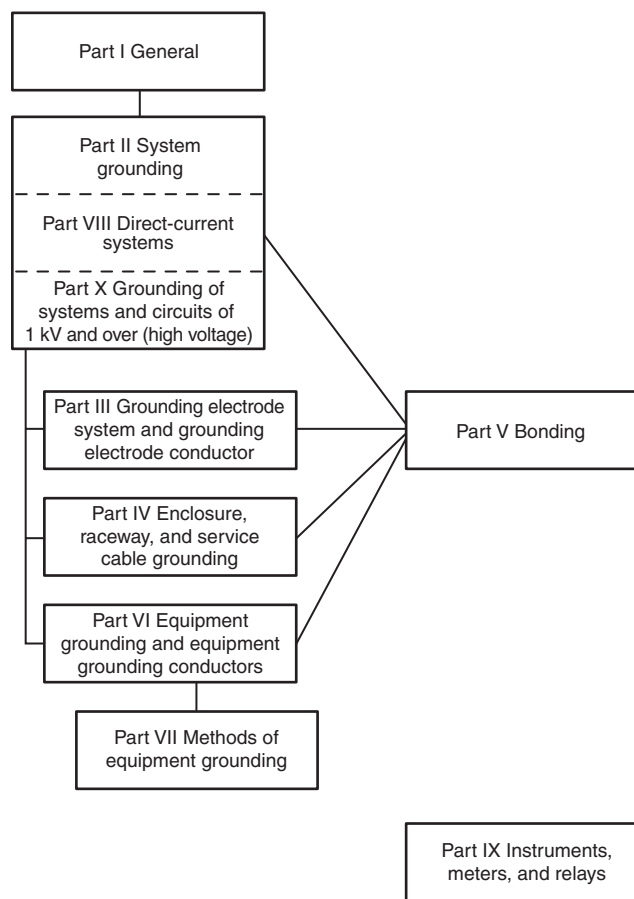 Part I General
Part II System
grounding
Part VIII Direct-current
systems
Part X Grounding of
systems and circuits of
1 kV and over (high voltage)
Part III Grounding electrode
system and grounding
electrode conductor
Part V Bonding
Part IV Enclosure,
raceway, and service
cable grounding
Part VI Equipment
grounding and equipment
grounding conductors
Part VII Methods of
equipment grounding
Part IX Instruments,
meters, and relays